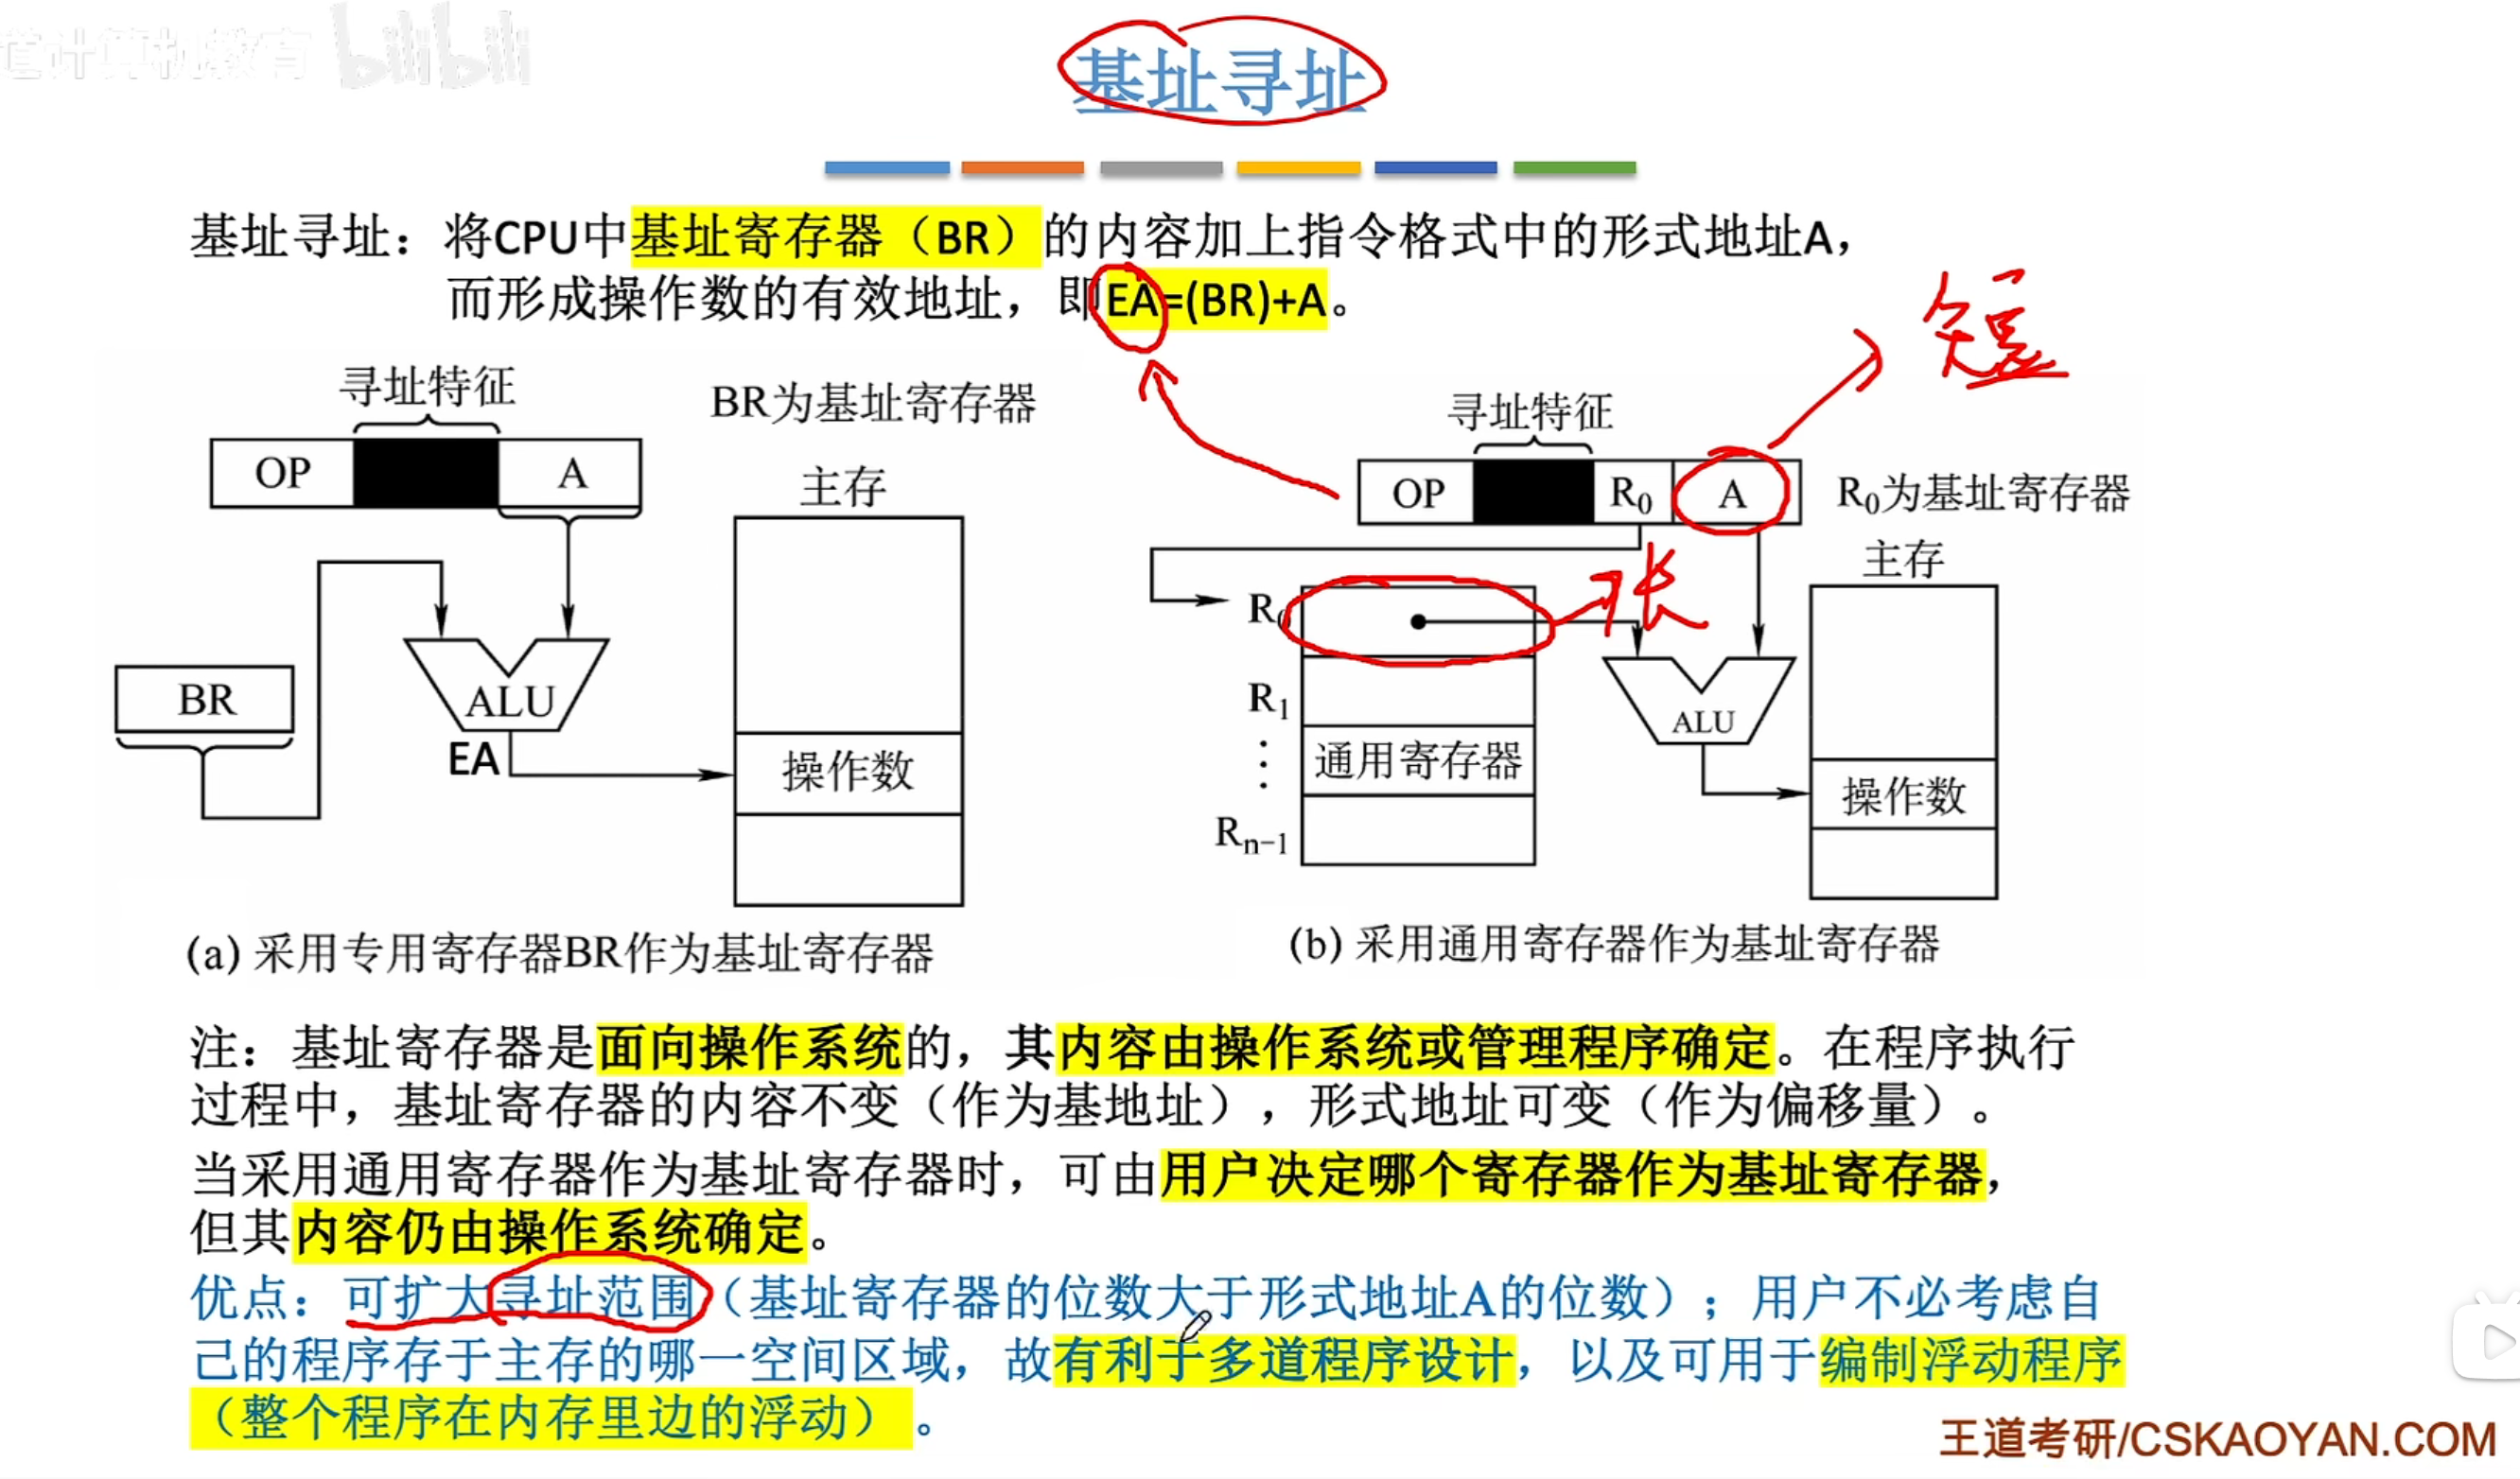 道计算机教育 bilibili
基址寻址
基址寻址：将CPU中基址寄存器（BR）的内容加上指令格式中的形式地址A，
而形成操作数的有效地址，即EA=(BR)+A。
短
寻址特征
BR为基址寄存器
OP
A
主存
BR
ALU
EA
操作数
(a) 采用专用寄存器BR作为基址寄存器
寻址特征
OP
R₀
A
R₀为基址寄存器
主存
长
R₀
R₁
⋮
通用寄存器
Rₙ₋₁
ALU
操作数
(b) 采用通用寄存器作为基址寄存器
注：基址寄存器是面向操作系统的，其内容由操作系统或管理程序确定。在程序执行
过程中，基址寄存器的内容不变（作为基地址），形式地址可变（作为偏移量）。
当采用通用寄存器作为基址寄存器时，可由用户决定哪个寄存器作为基址寄存器，
但其内容仍由操作系统确定。
优点：可扩大寻址范围（基址寄存器的位数大于形式地址A的位数）；用户不必考虑自
己的程序存于主存的哪一空间区域，故有利于多道程序设计，以及可用于编制浮动程序
（整个程序在内存里边的浮动）。
王道考研/CSKAOYAN.COM